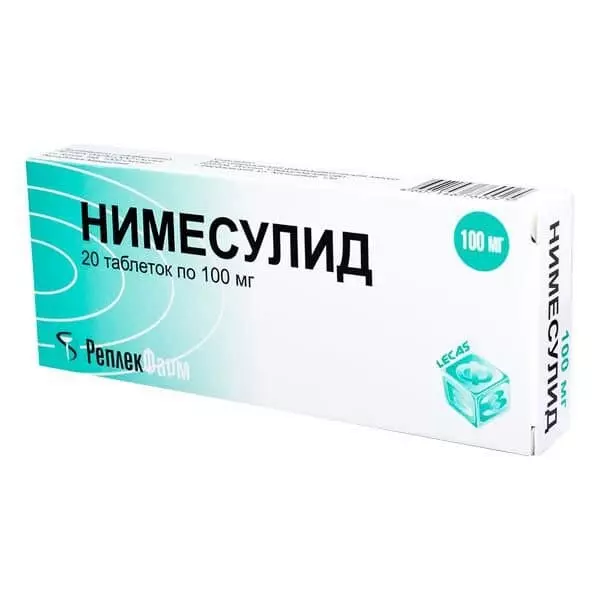 НИМЕСУЛИД
20 таблеток по 100 мг
РеплекФарм
100 мг
LECAS
НИМЕСУЛИД
100 мг